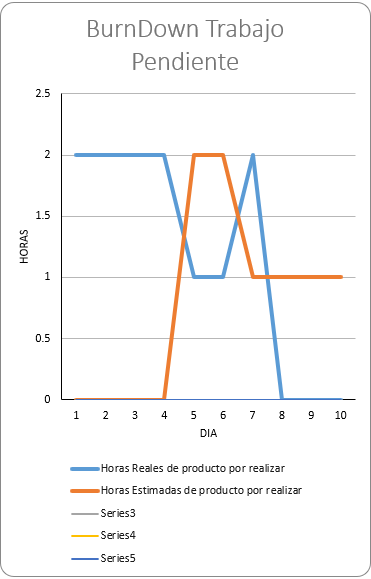 BurnDown Trabajo
Pendiente
2.5
2
1.5
1
0.5
0
HORAS
1 2 3 4 5 6 7 8 9 10
DIA
Horas Reales de producto por realizar
Horas Estimadas de producto por realizar
Series3
Series4
Series5